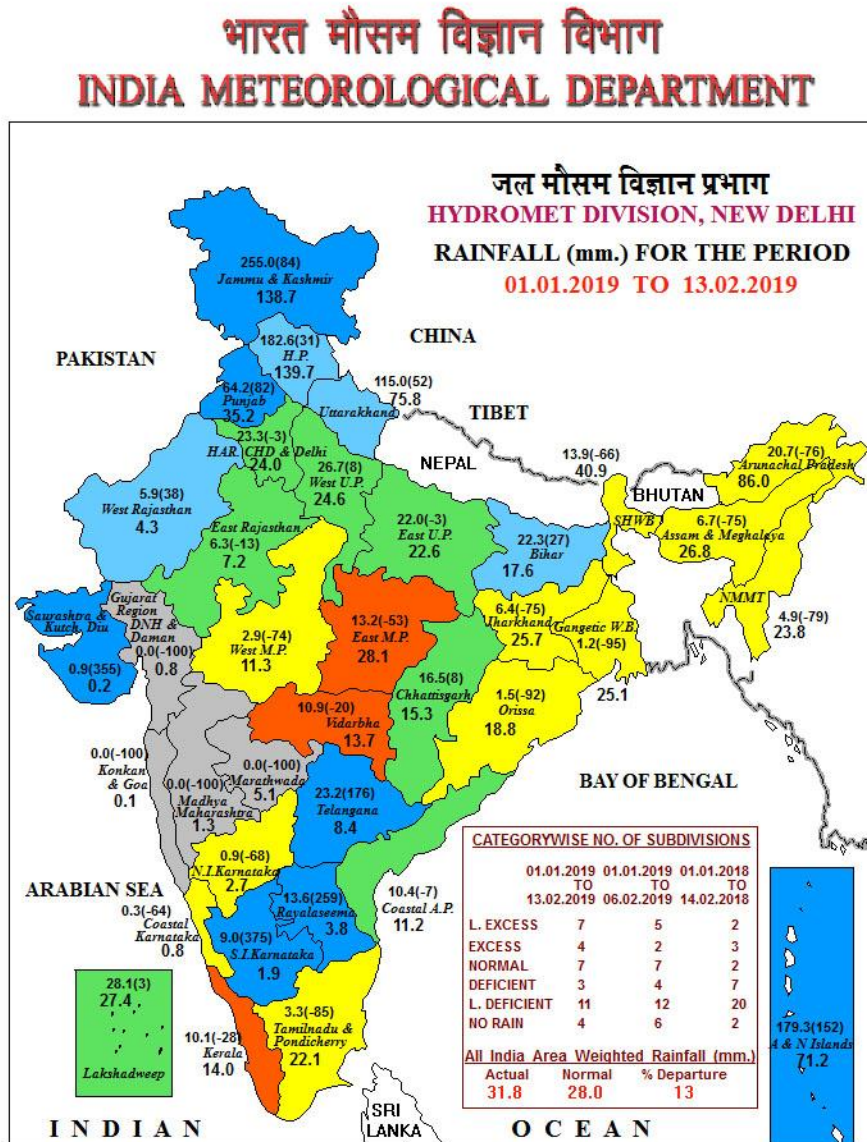 भारत मौसम विज्ञान विभाग
INDIA METEOROLOGICAL DEPARTMENT
जल मौसम विज्ञान प्रभाग
HYDROMET DIVISION, NEW DELHI
RAINFALL (mm.) FOR THE PERIOD
01.01.2019 TO 13.02.2019
255.0(84)
Jammu & Kashmir
138.7
CHINA
PAKISTAN
182.6(31)
H.P.
139.7
64.2(82)
Punjab
35.2
115.0(52)
75.8
Uttarakhand
TIBET
23.3(-3)
HAR. CHD & Delhi
24.0
26.7(8)
West U.P.
24.6
NEPAL
13.9(-66)
40.9
SHWB
BHUTAN
20.7(-76)
Arunachal Pradesh
86.0
5.9(38)
West Rajasthan
4.3
East Rajasthan
6.3(-13)
7.2
22.0(-3)
East U.P.
22.6
22.3(27)
Bihar
17.6
6.7(-75)
Assam & Meghalaya
26.8
NMMT
4.9(-79)
23.8
Saurashtra &
Kutch, Diu
0.9(355)
0.2
Gujarat
Region
DNH &
Daman
0.0(-100)
0.8
2.9(-74)
West M.P.
11.3
13.2(-53)
East M.P.
28.1
6.4(-75)
Jharkhand
25.7
Gangetic W.B.
1.2(-95)
25.1
16.5(8)
Chhattisgarh
15.3
1.5(-92)
Orissa
18.8
10.9(-20)
Vidarbha
13.7
0.0(-100)
Konkan
& Goa
0.1
0.0(-100)
Madhya
Maharashtra
1.3
0.0(-100)
Marathwada
5.1
23.2(176)
Telangana
8.4
BAY OF BENGAL
ARABIAN SEA
0.9(-68)
N.I.Karnataka
2.7
0.3(-64)
Coastal
Karnataka
0.8
13.6(259)
Rayalaseema
3.8
10.4(-7)
Coastal A.P.
11.2
9.0(375)
S.I.Karnataka
1.9
28.1(3)
27.4
Lakshadweep
10.1(-28)
Kerala
14.0
3.3(-85)
Tamilnadu &
Pondicherry
22.1
CATEGORYWISE NO. OF SUBDIVISIONS
01.01.2019 01.01.2019 01.01.2018
TO TO TO
13.02.2019 06.02.2019 14.02.2018
L. EXCESS 7 5 2
EXCESS 4 2 3
NORMAL 7 7 2
DEFICIENT 3 4 7
L. DEFICIENT 11 12 20
NO RAIN 4 6 2
All India Area Weighted Rainfall (mm.)
Actual Normal % Departure
31.8 28.0 13
179.3(152)
A & N Islands
71.2
SRI
LANKA
INDIAN OCEAN